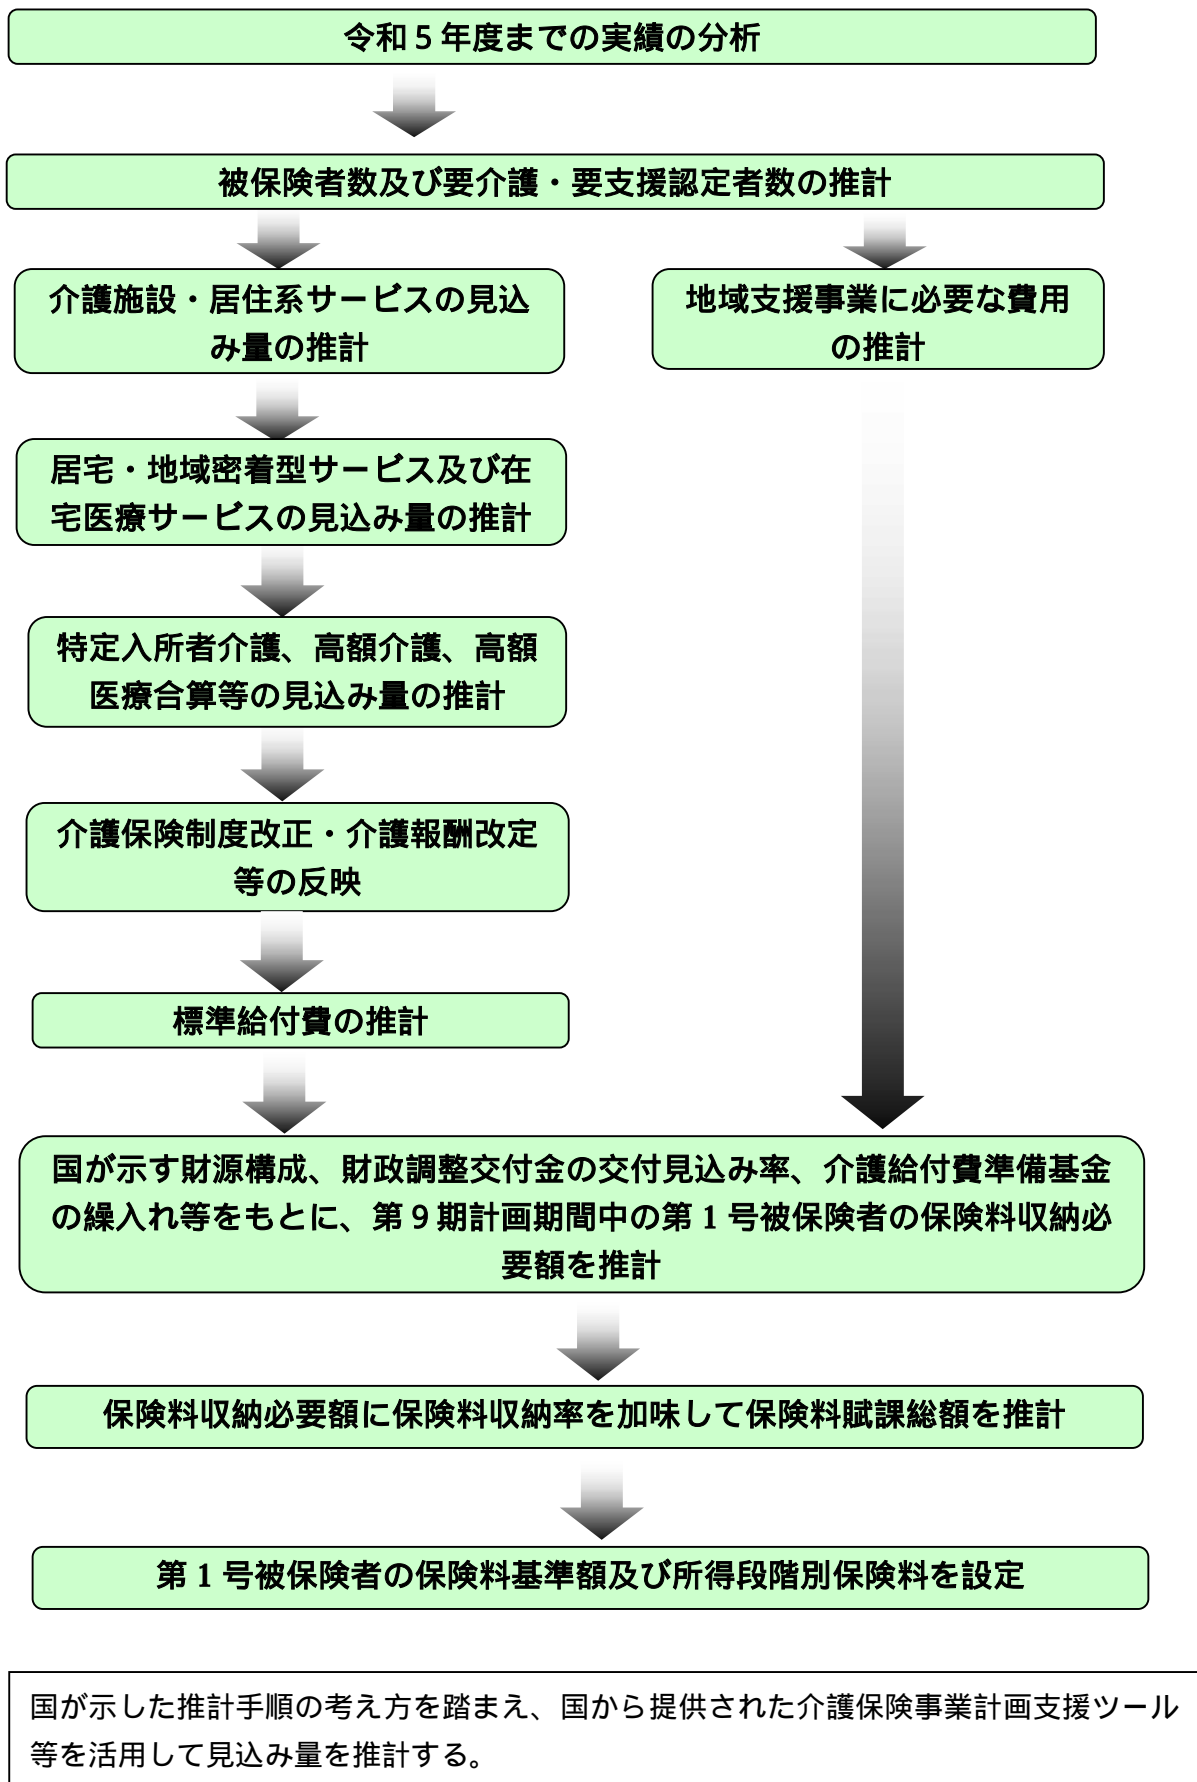 令和５年度までの実績の分析
被保険者数及び要介護・要支援認定者数の推計
介護施設・居住系サービスの見込
み量の推計
地域支援事業に必要な費用
の推計
居宅・地域密着型サービス及び在
宅医療サービスの見込み量の推計
特定入所者介護、高額介護、高額
医療合算等の見込み量の推計
介護保険制度改正・介護報酬改定
等の反映
標準給付費の推計
国が示す財源構成、財政調整交付金の交付見込み率、介護給付費準備基金
の繰入れ等をもとに、第９期計画期間中の第１号被保険者の保険料収納必
要額を推計
保険料収納必要額に保険料収納率を加味して保険料賦課総額を推計
第１号被保険者の保険料基準額及び所得段階別保険料を設定
国が示した推計手順の考え方を踏まえ、国から提供された介護保険事業計画支援ツール
等を活用して見込み量を推計する。